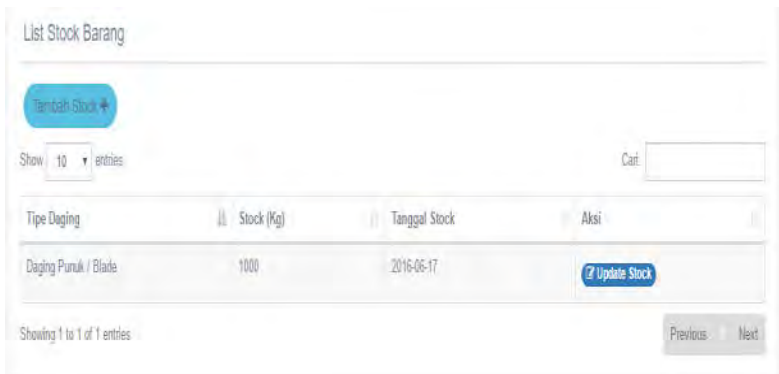 List Stock Barang
Tambah Stock +
Show 10 entries
Cari:
Tipe Daging Stock (Kg) Tanggal Stock Aksi
Daging Punuk / Blade 1000 2016-06-17 Update Stock
Showing 1 to 1 of 1 entries
Previous 1 Next